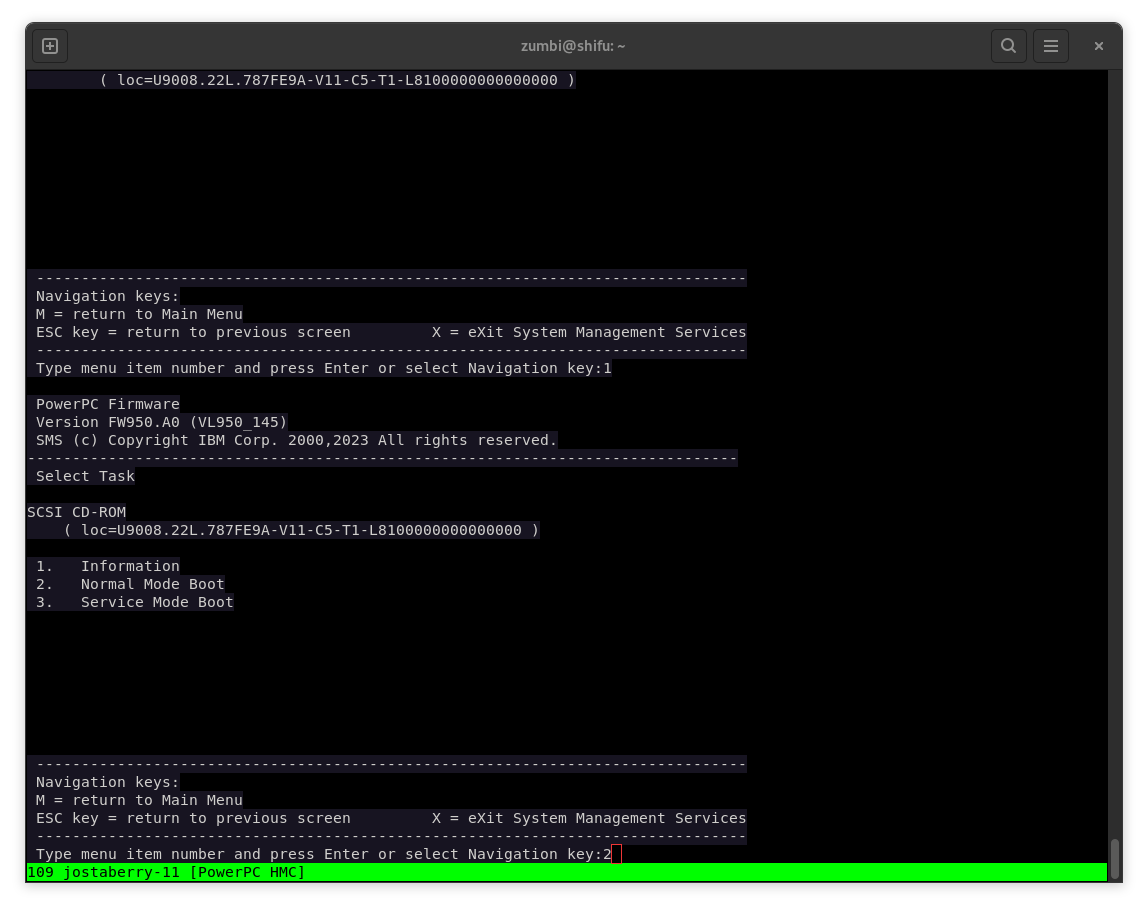 zumbi@shifu: ~
( loc=U9008.22L.787FE9A-V11-C5-T1-L8100000000000000 )
-------------------------------------------------------------------------------
Navigation keys:
M = return to Main Menu
ESC key = return to previous screen         X = eXit System Management Services
-------------------------------------------------------------------------------
Type menu item number and press Enter or select Navigation key:1
PowerPC Firmware
Version FW950.A0 (VL950_145)
SMS (c) Copyright IBM Corp. 2000,2023 All rights reserved.
-------------------------------------------------------------------------------
Select Task
SCSI CD-ROM
( loc=U9008.22L.787FE9A-V11-C5-T1-L8100000000000000 )
1.   Information
2.   Normal Mode Boot
3.   Service Mode Boot
-------------------------------------------------------------------------------
Navigation keys:
M = return to Main Menu
ESC key = return to previous screen         X = eXit System Management Services
-------------------------------------------------------------------------------
Type menu item number and press Enter or select Navigation key:2
109 jostaberry-11 [PowerPC HMC]